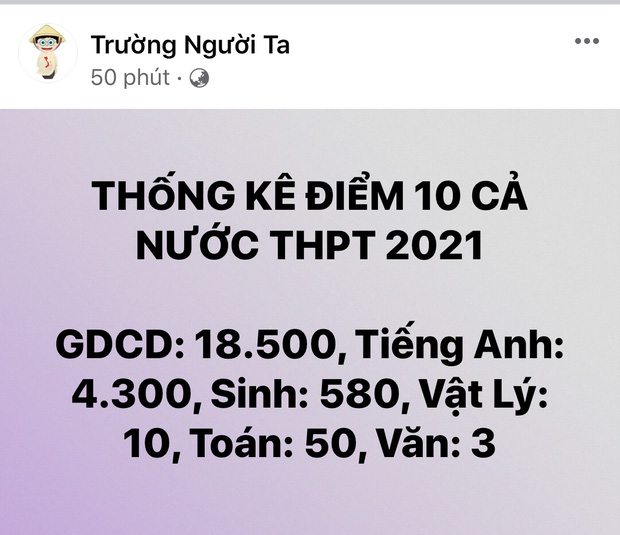 Trường Người Ta
50 phút ·
THỐNG KÊ ĐIỂM 10 CẢ
NƯỚC THPT 2021
GDCD: 18.500, Tiếng Anh:
4.300, Sinh: 580, Vật Lý:
10, Toán: 50, Văn: 3